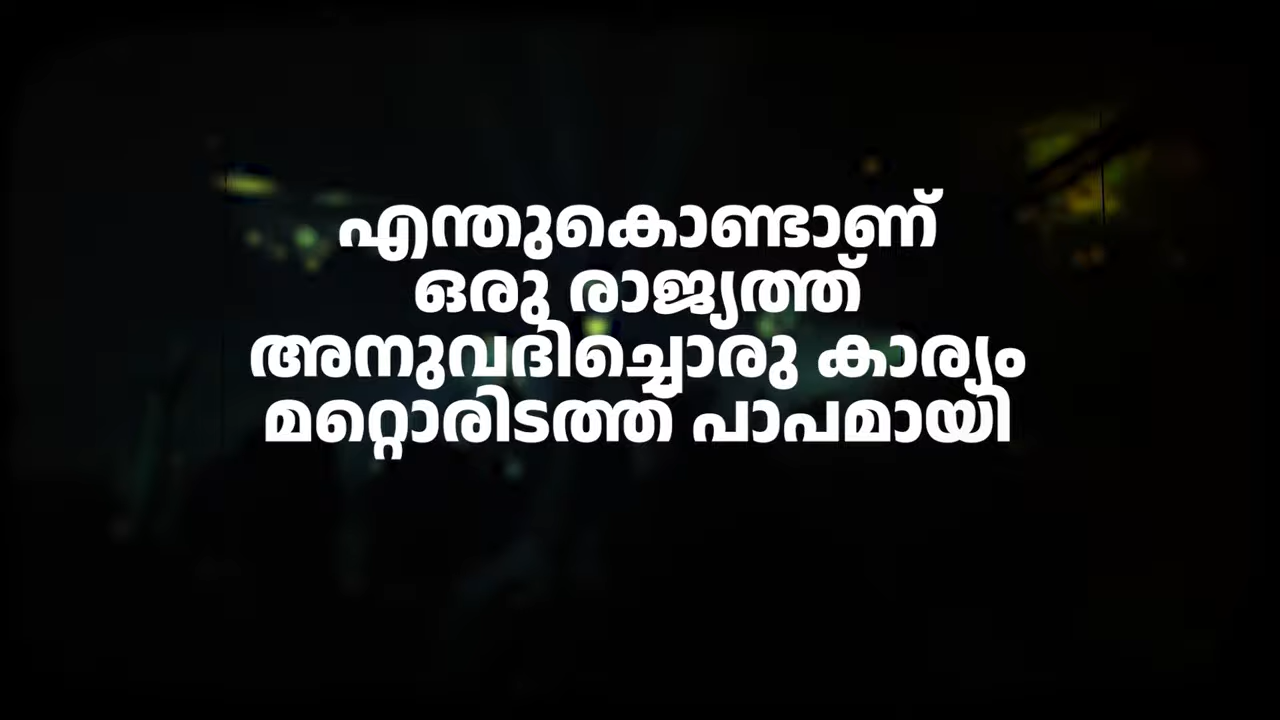 എന്തുകൊണ്ടാണ്
ഒരു രാജ്യത്ത്
അനുവദിച്ചൊരു കാര്യം
മറ്റൊരിടത്ത് പാപമായി